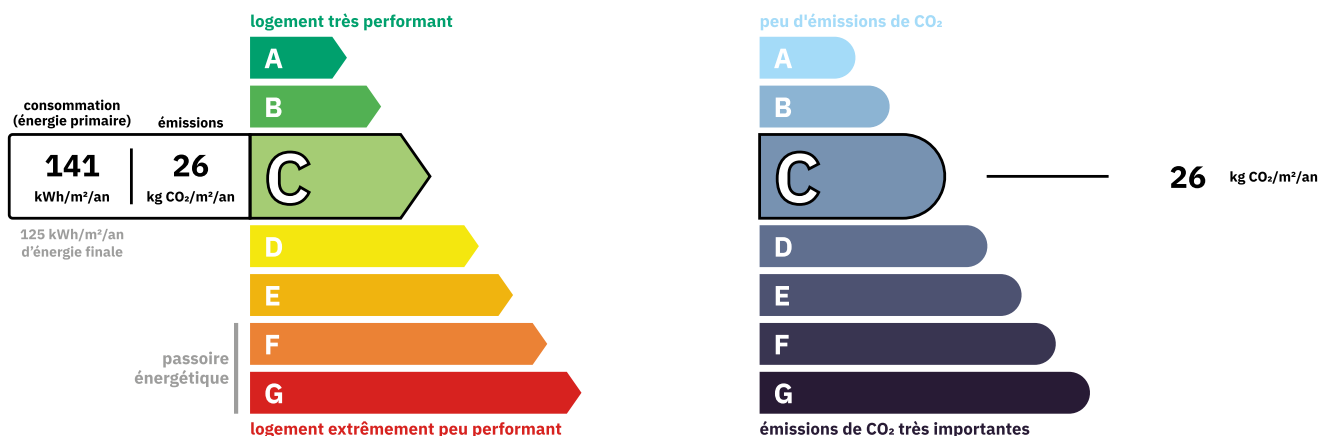 logement très performant
A
B
consommation
(énergie primaire)
émissions
141
kWh/m²/an
26
kg CO₂/m²/an
C
125 kWh/m²/an
d'énergie finale
D
E
passoire
énergétique
F
G
logement extrêmement peu performant
peu d'émissions de CO₂
A
B
C
26 kg CO₂/m²/an
D
E
F
G
émissions de CO₂ très importantes